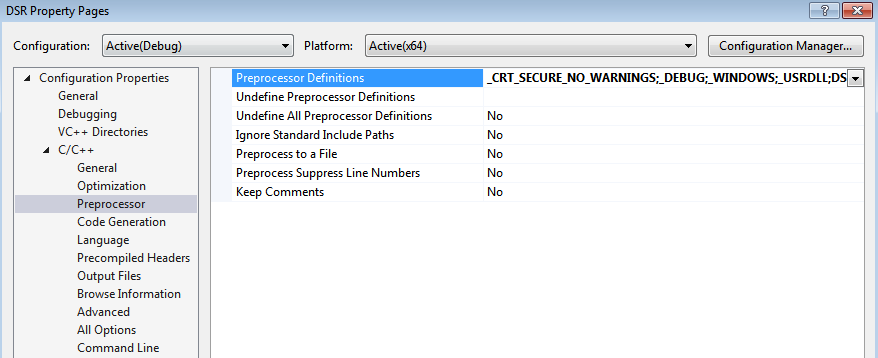 DSR Property Pages
Configuration: Active(Debug) Platform: Active(x64) Configuration Manager...
Configuration Properties
General
Debugging
VC++ Directories
C/C++
General
Optimization
Preprocessor
Code Generation
Language
Precompiled Headers
Output Files
Browse Information
Advanced
All Options
Command Line
Preprocessor Definitions _CRT_SECURE_NO_WARNINGS;_DEBUG;_WINDOWS;_USRDLL;DS
Undefine Preprocessor Definitions
Undefine All Preprocessor Definitions No
Ignore Standard Include Paths No
Preprocess to a File No
Preprocess Suppress Line Numbers No
Keep Comments No